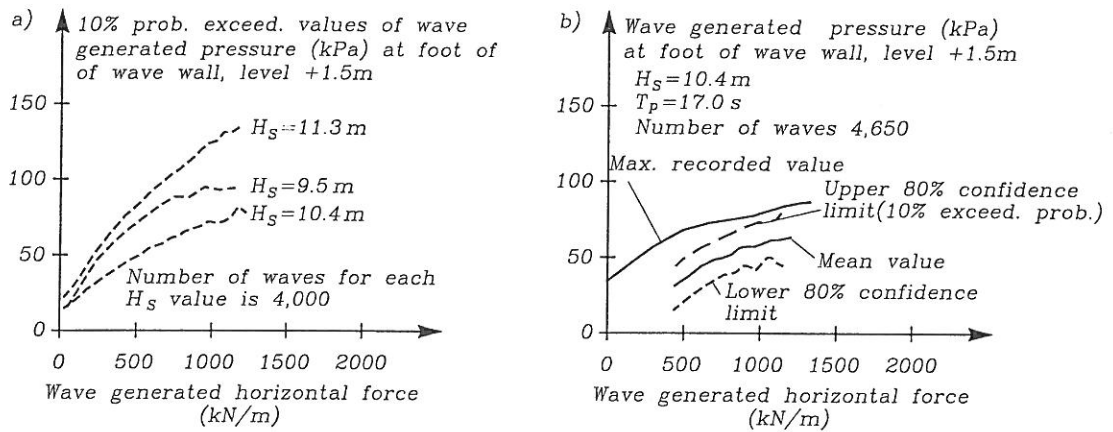 a) 10% prob. exceed. values of wave
generated pressure (kPa) at foot of
of wave wall, level +1.5m
150
100
50
0
H_S=11.3 m
H_S=9.5 m
H_S=10.4 m
Number of waves for each
H_S value is 4,000
0 500 1000 1500 2000
Wave generated horizontal force
(kN/m)
b) Wave generated pressure (kPa)
at foot of wave wall, level +1.5m
H_S=10.4 m
T_P=17.0 s
Number of waves 4,650
150
100
50
0
Max. recorded value
Upper 80% confidence
limit(10% exceed. prob.)
Mean value
Lower 80% confidence
limit
0 500 1000 1500 2000
Wave generated horizontal force
(kN/m)